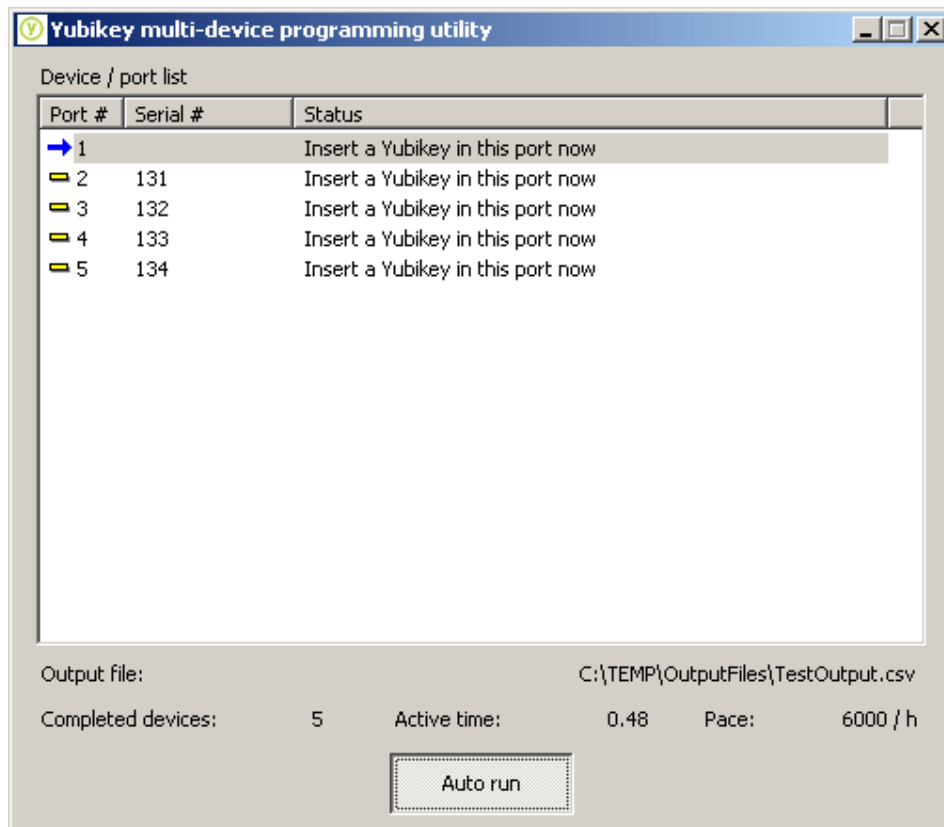 Yubikey multi-device programming utility
Device / port list
Port # Serial # Status
1 Insert a Yubikey in this port now
2 131 Insert a Yubikey in this port now
3 132 Insert a Yubikey in this port now
4 133 Insert a Yubikey in this port now
5 134 Insert a Yubikey in this port now
Output file: C:\TEMP\OutputFiles\TestOutput.csv
Completed devices: 5 Active time: 0.48 Pace: 6000 / h
Auto run